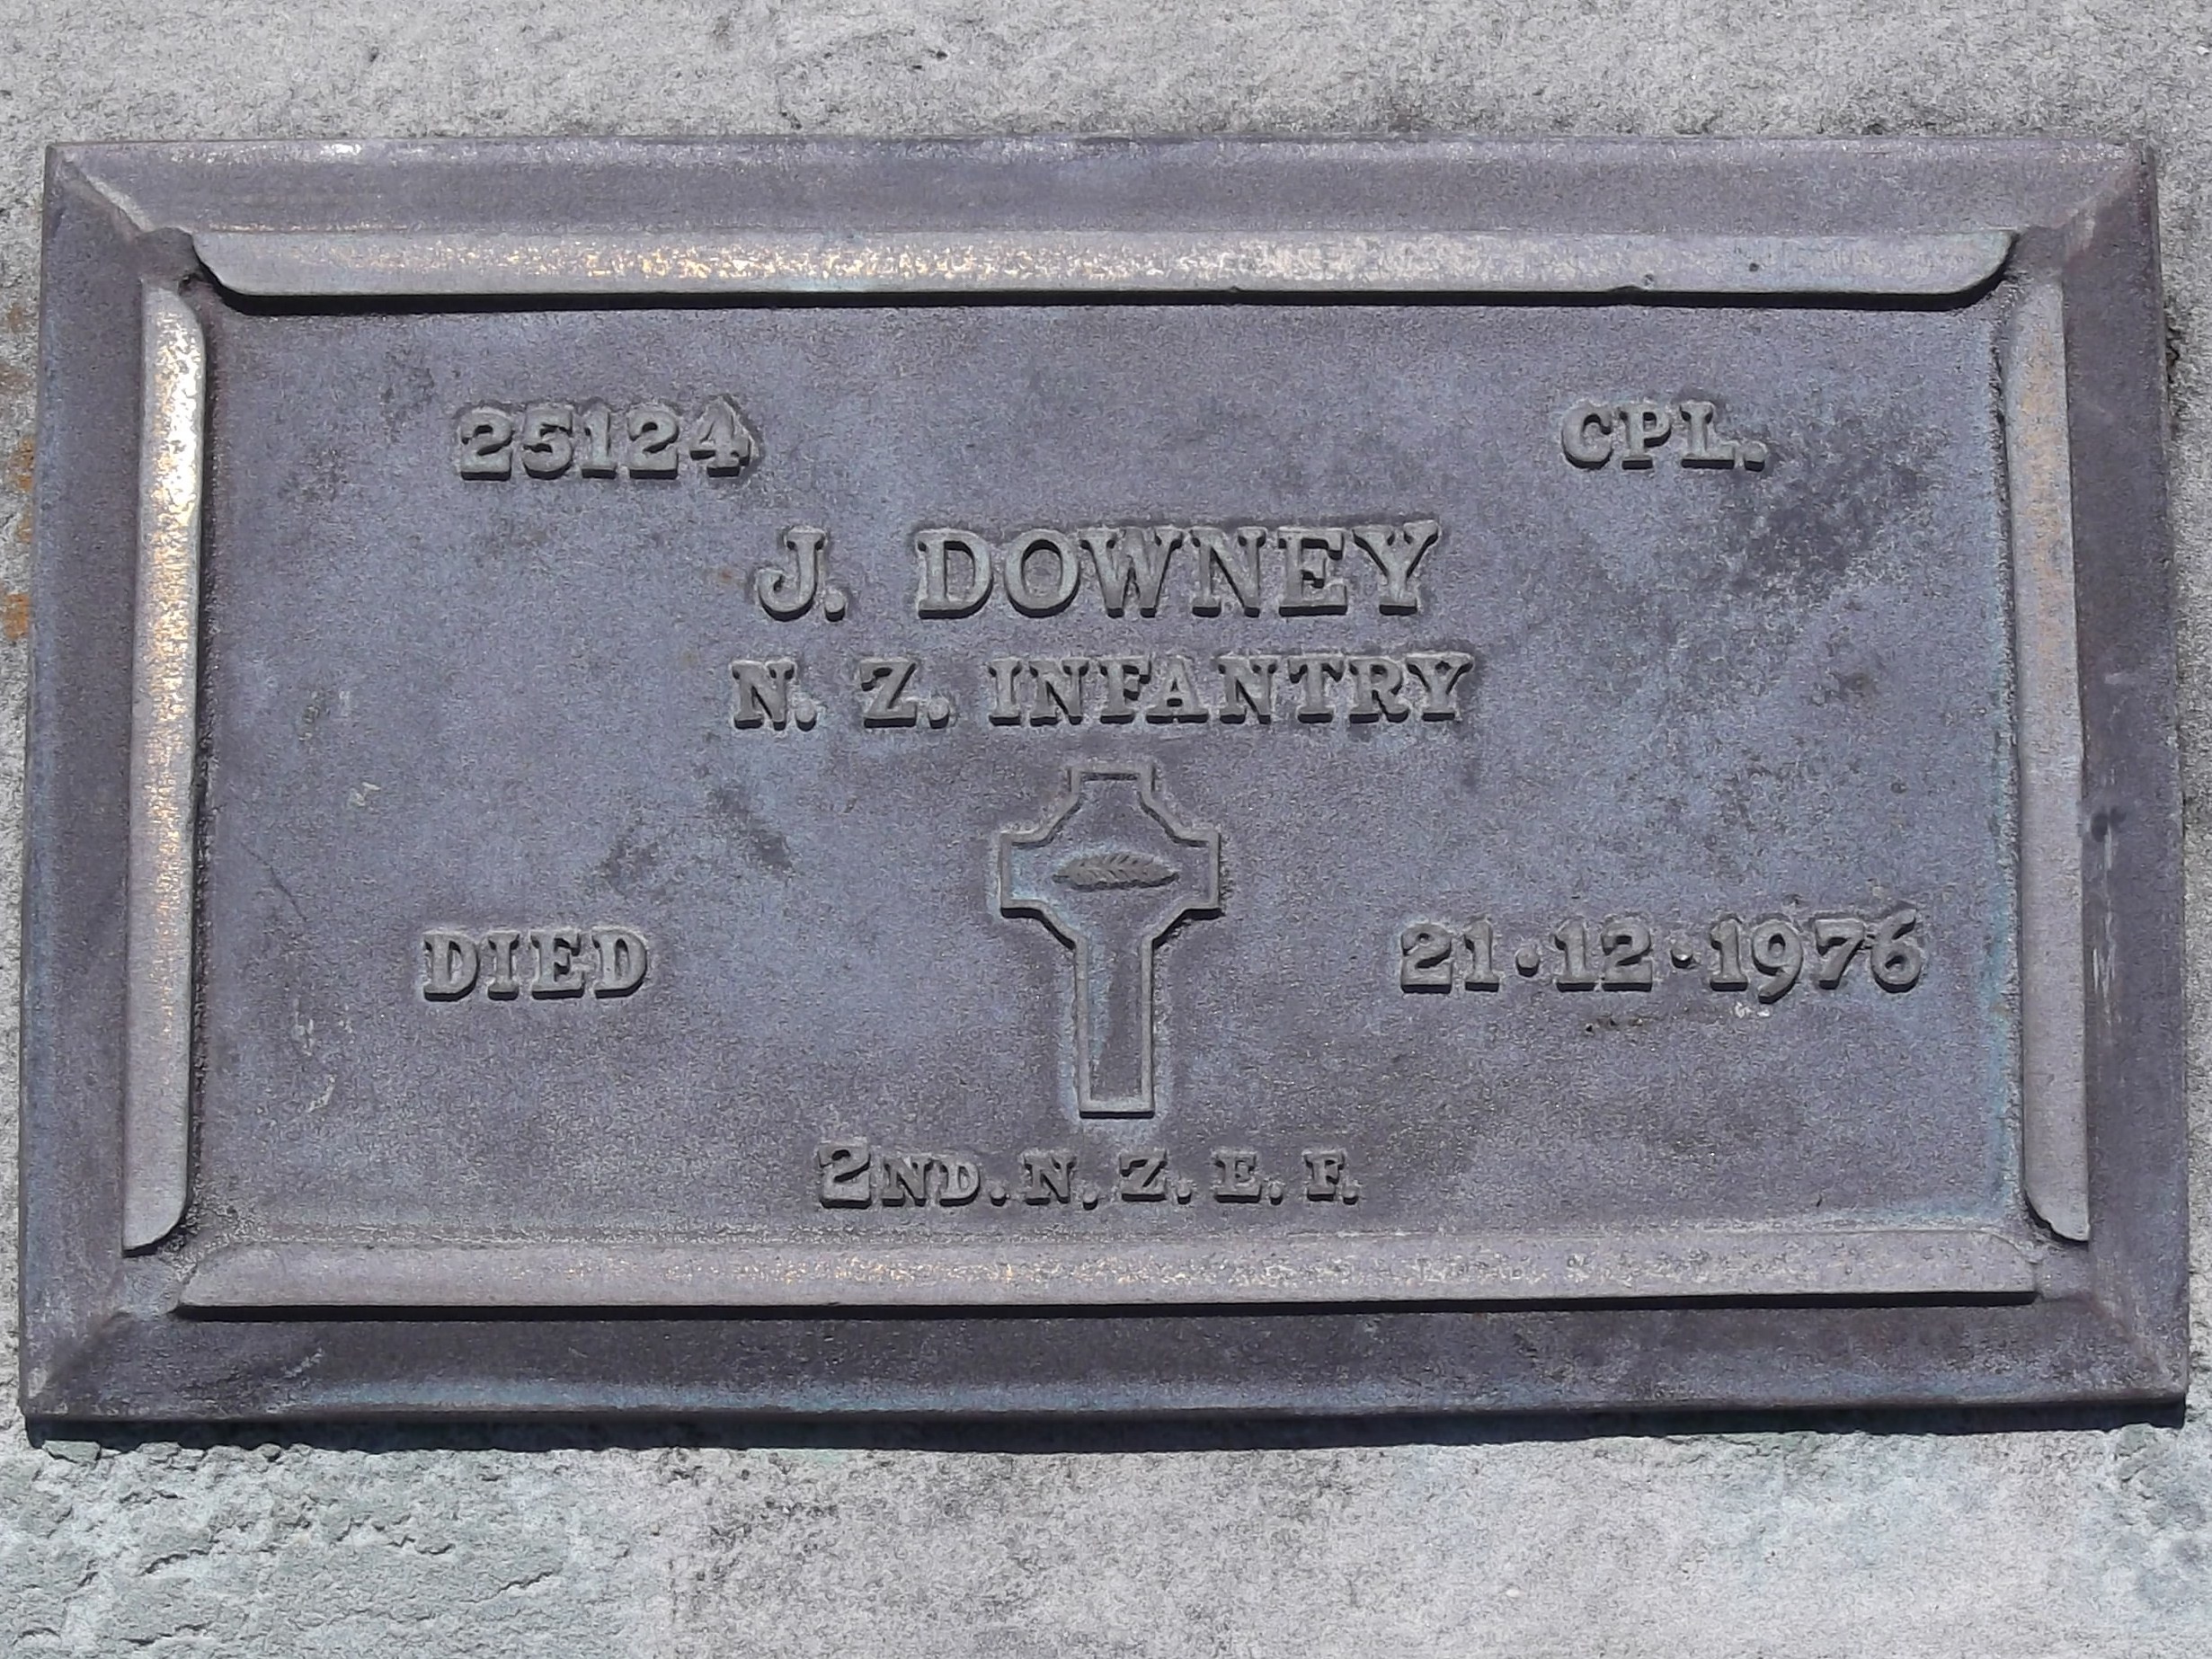 25124 CPL.
J. DOWNEY
N. Z. INFANTRY
DIED 21·12·1976
2ND. N. Z. E. F.